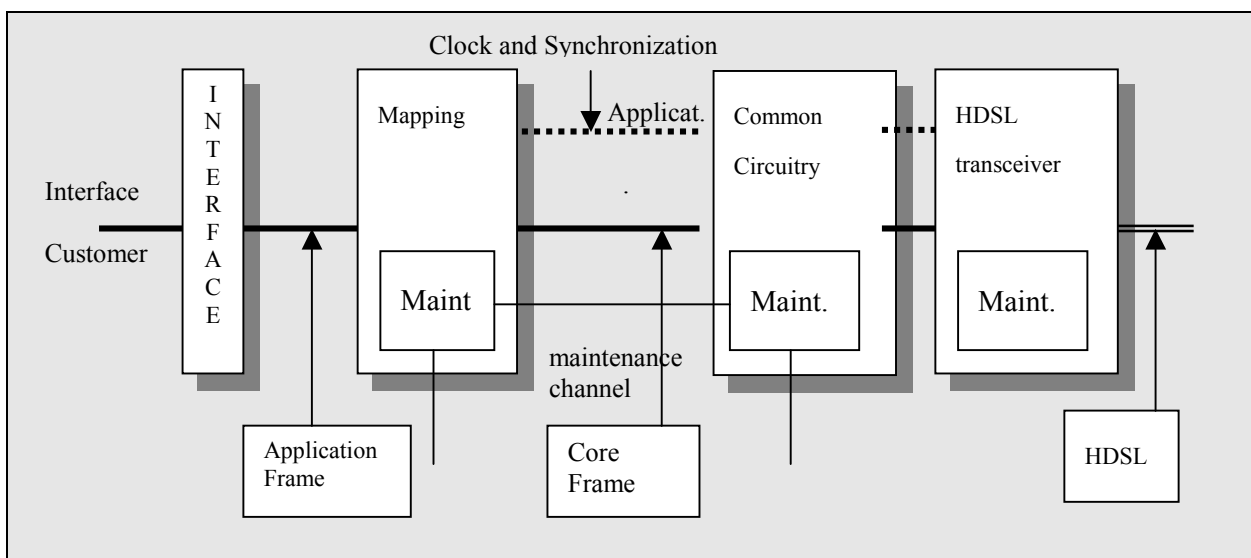 Clock and Synchronization
I
N
T
E
R
F
A
C
E
Mapping
Applicat.
Common
Circuitry
HDSL
transceiver
Interface
Customer
Maint
Maint.
Maint.
maintenance
channel
Application
Frame
Core
Frame
HDSL